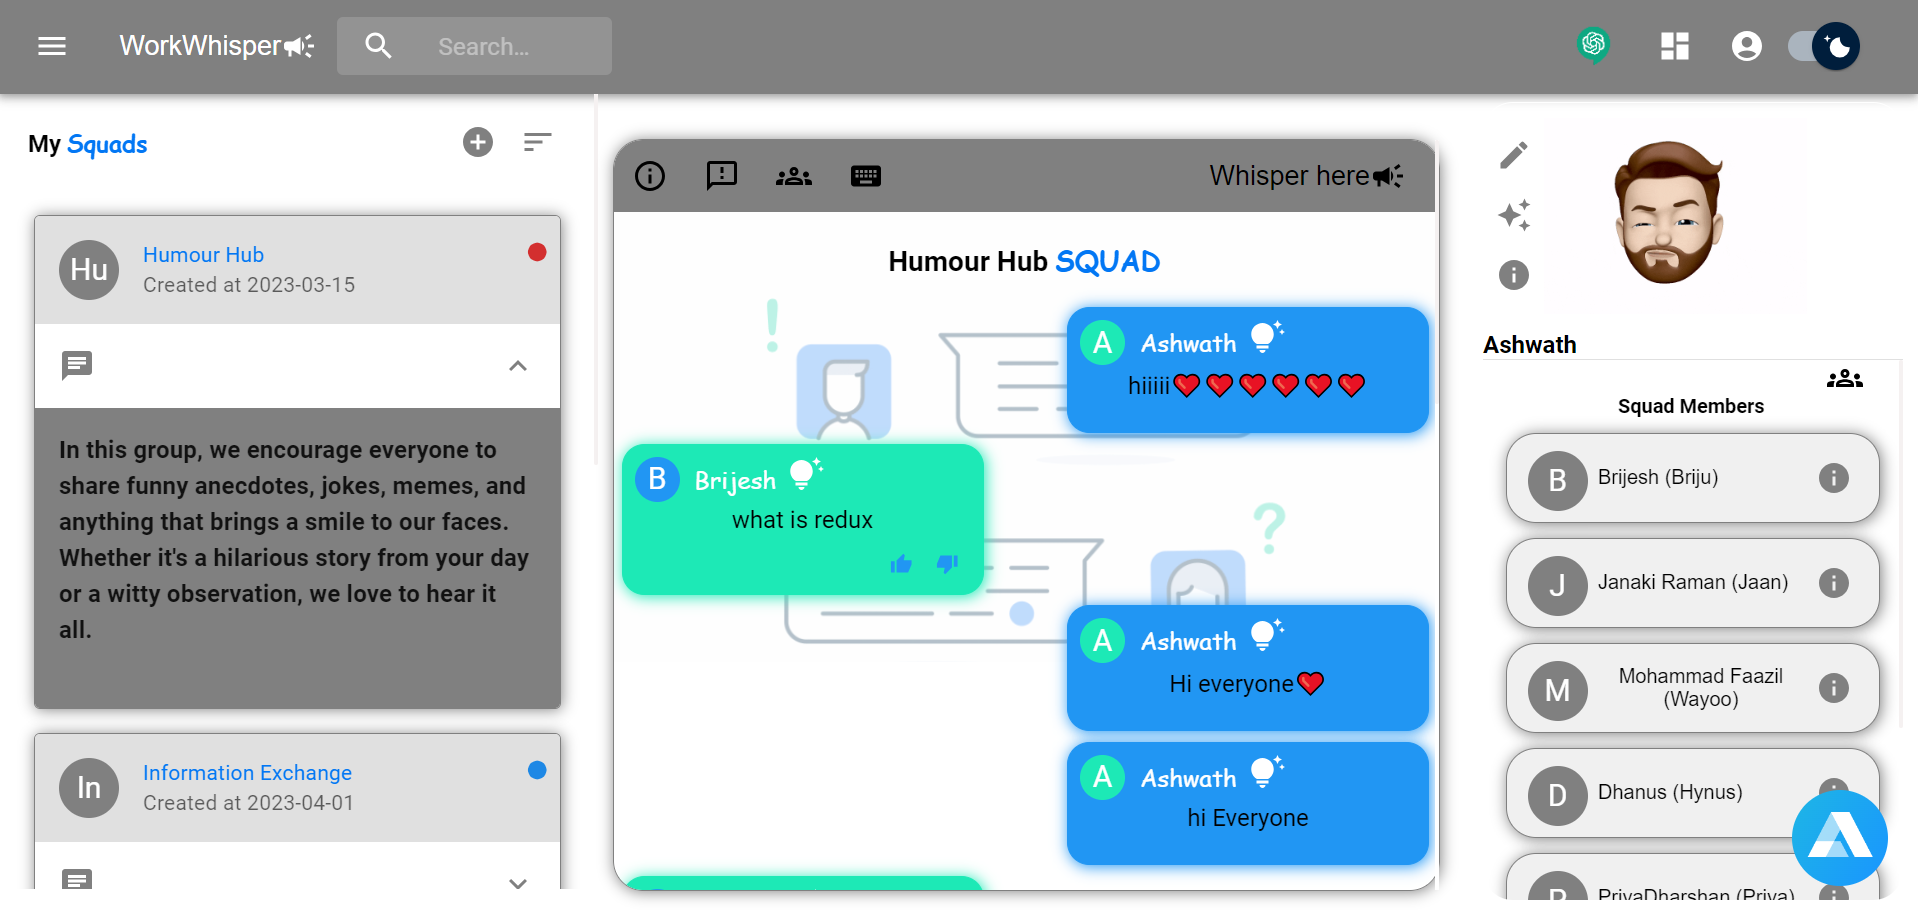 WorkWhisper
Search...
My Squads
Hu
Humour Hub
Created at 2023-03-15
In this group, we encourage everyone to
share funny anecdotes, jokes, memes, and
anything that brings a smile to our faces.
Whether it's a hilarious story from your day
or a witty observation, we love to hear it
all.
In
Information Exchange
Created at 2023-04-01
Whisper here
Humour Hub SQUAD
A Ashwath
hiiiii❤️❤️❤️❤️❤️❤️
B Brijesh
what is redux
A Ashwath
Hi everyone❤️
A Ashwath
hi Everyone
Ashwath
Squad Members
B Brijesh (Briju)
J Janaki Raman (Jaan)
M Mohammad Faazil
(Wayoo)
D Dhanus (Hynus)
P PriyaDharshan (Priya)